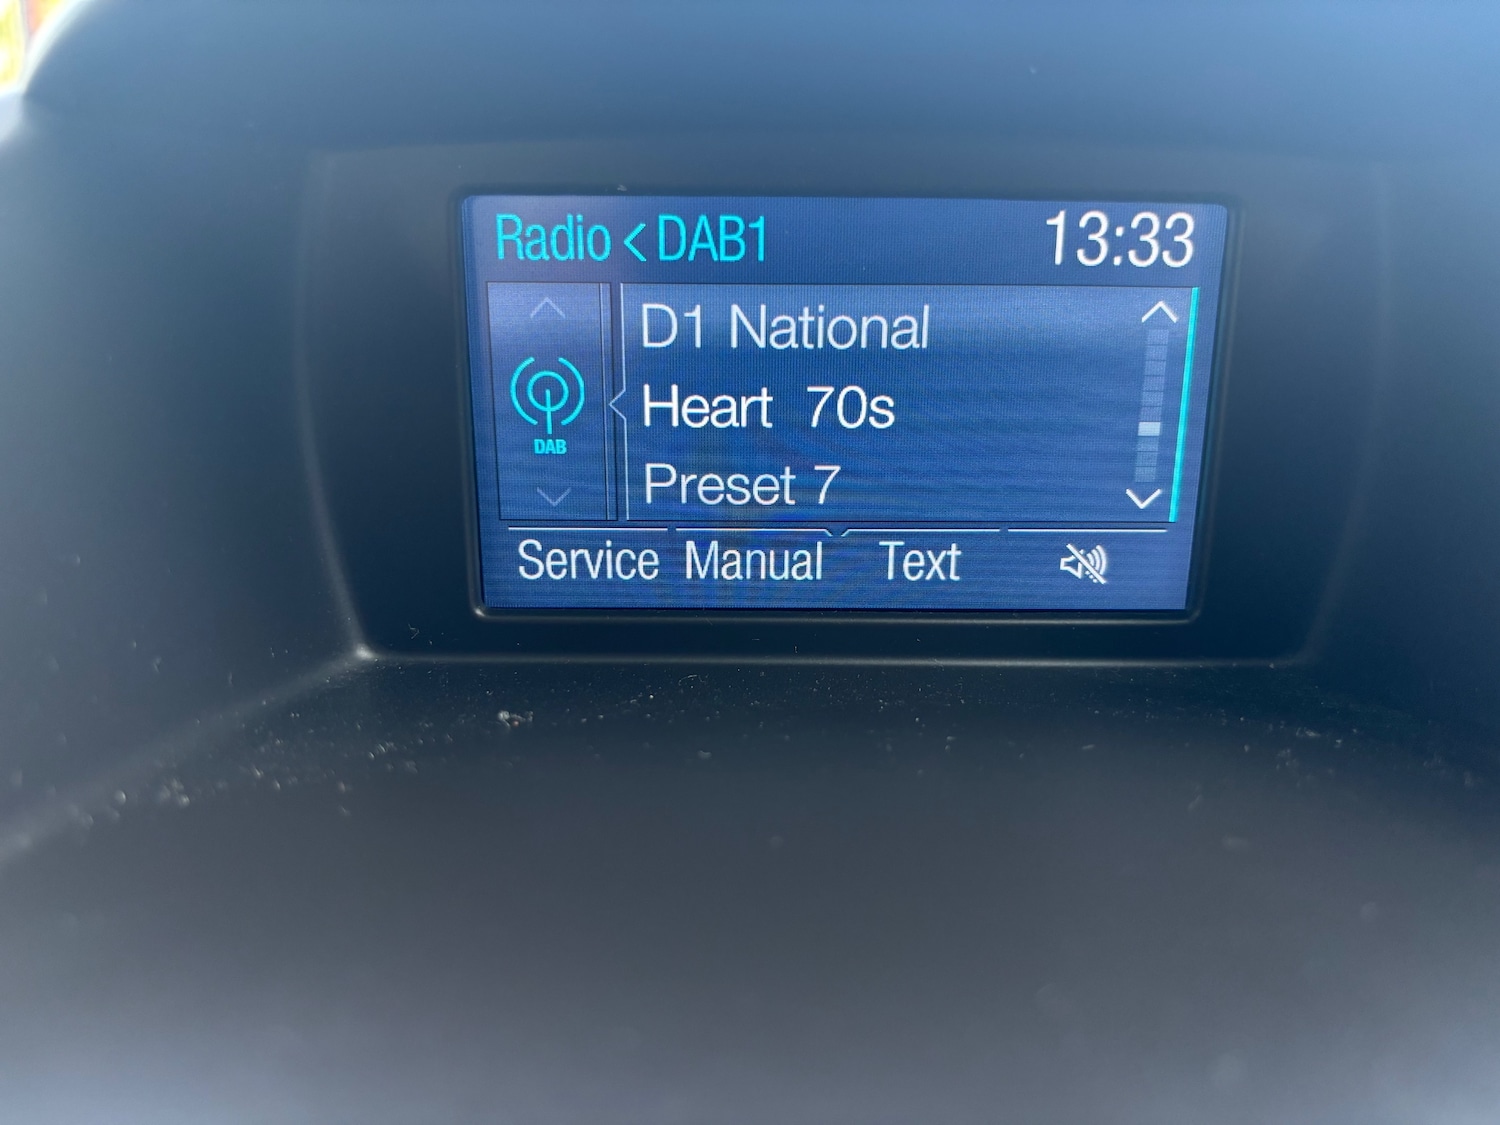 Radio < DAB1 13:33
D1 National
Heart 70s
DAB
Preset 7
Service Manual Text